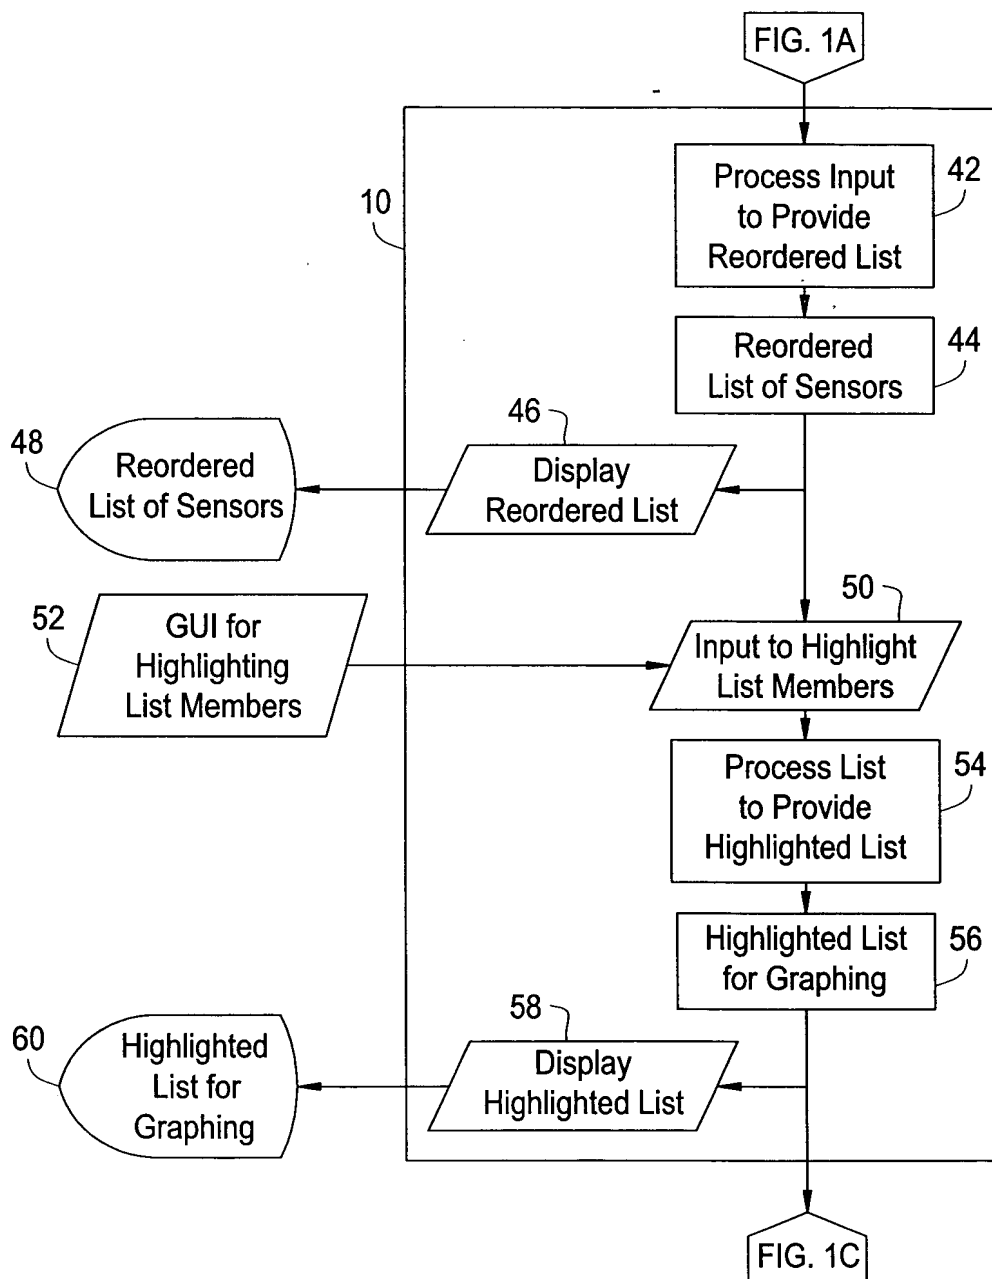 FIG. 1A
10
Process Input
to Provide
Reordered List
42
Reordered
List of Sensors
44
46
Display
Reordered List
48
Reordered
List of Sensors
50
52
GUI for
Highlighting
List Members
Input to Highlight
List Members
Process List
to Provide
Highlighted List
54
Highlighted List
for Graphing
56
58
Display
Highlighted List
60
Highlighted
List for
Graphing
FIG. 1C